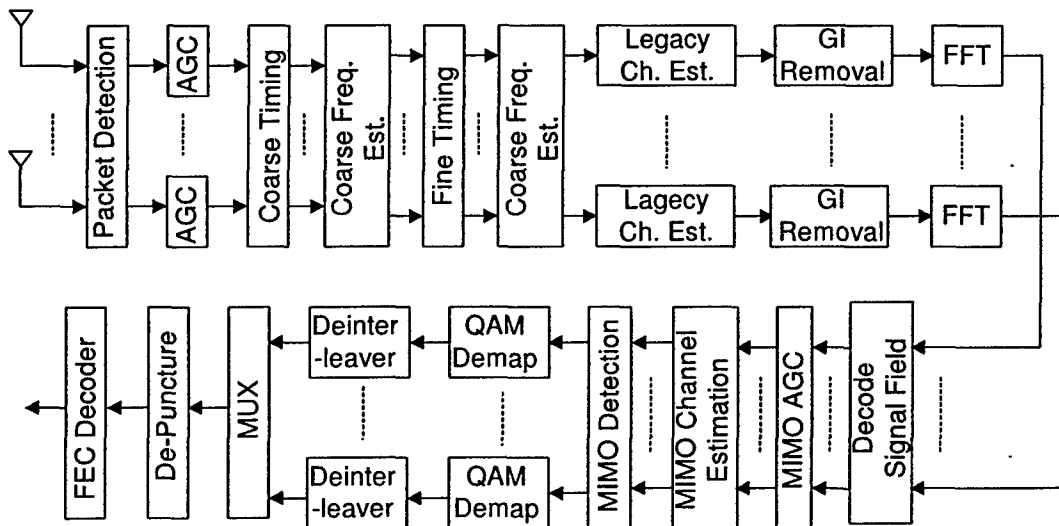 Packet Detection
AGC
AGC
Coarse Timing
Coarse Freq.
Est.
Fine Timing
Coarse Freq.
Est.
Legacy
Ch. Est.
GI
Removal
FFT
Lagecy
Ch. Est.
GI
Removal
FFT
FEC Decoder
De-Puncture
MUX
Deinter
-leaver
QAM
Demap
Deinter
-leaver
QAM
Demap
MIMO Detection
MIMO Channel
Estimation
MIMO AGC
Decode
Signal Field